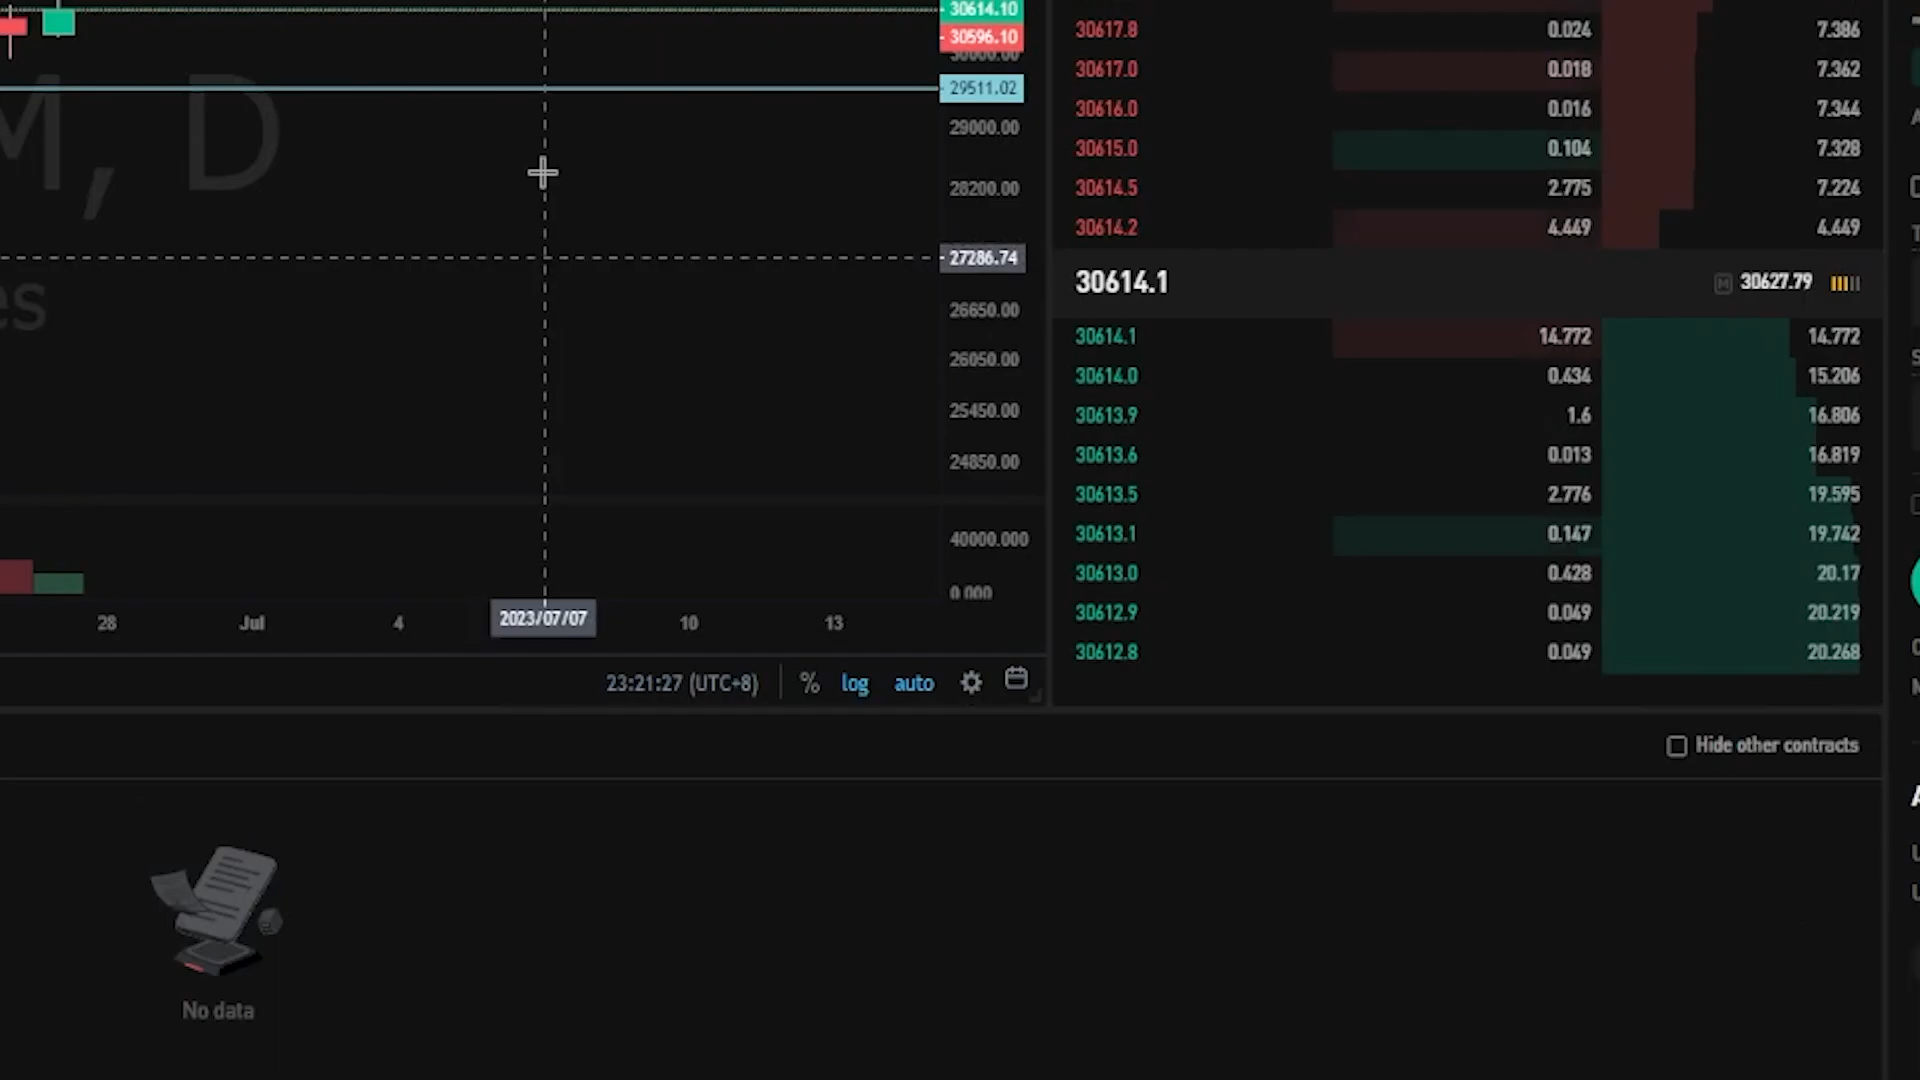 30614.10
30596.10
30000.00
29511.02
29000.00
28200.00
27286.74
26650.00
26050.00
25450.00
24850.00
40000.000
0.000
M, D
es
28 Jul 4 2023/07/07 10 13
23:21:27 (UTC+8) % log auto
30617.8 0.024 7.386
30617.0 0.018 7.362
30616.0 0.016 7.344
30615.0 0.104 7.328
30614.5 2.775 7.224
30614.2 4.449 4.449
30614.1 M 30627.79
30614.1 14.772 14.772
30614.0 0.434 15.206
30613.9 1.6 16.806
30613.6 0.013 16.819
30613.5 2.776 19.595
30613.1 0.147 19.742
30613.0 0.428 20.17
30612.9 0.049 20.219
30612.8 0.049 20.268
Hide other contracts
No data